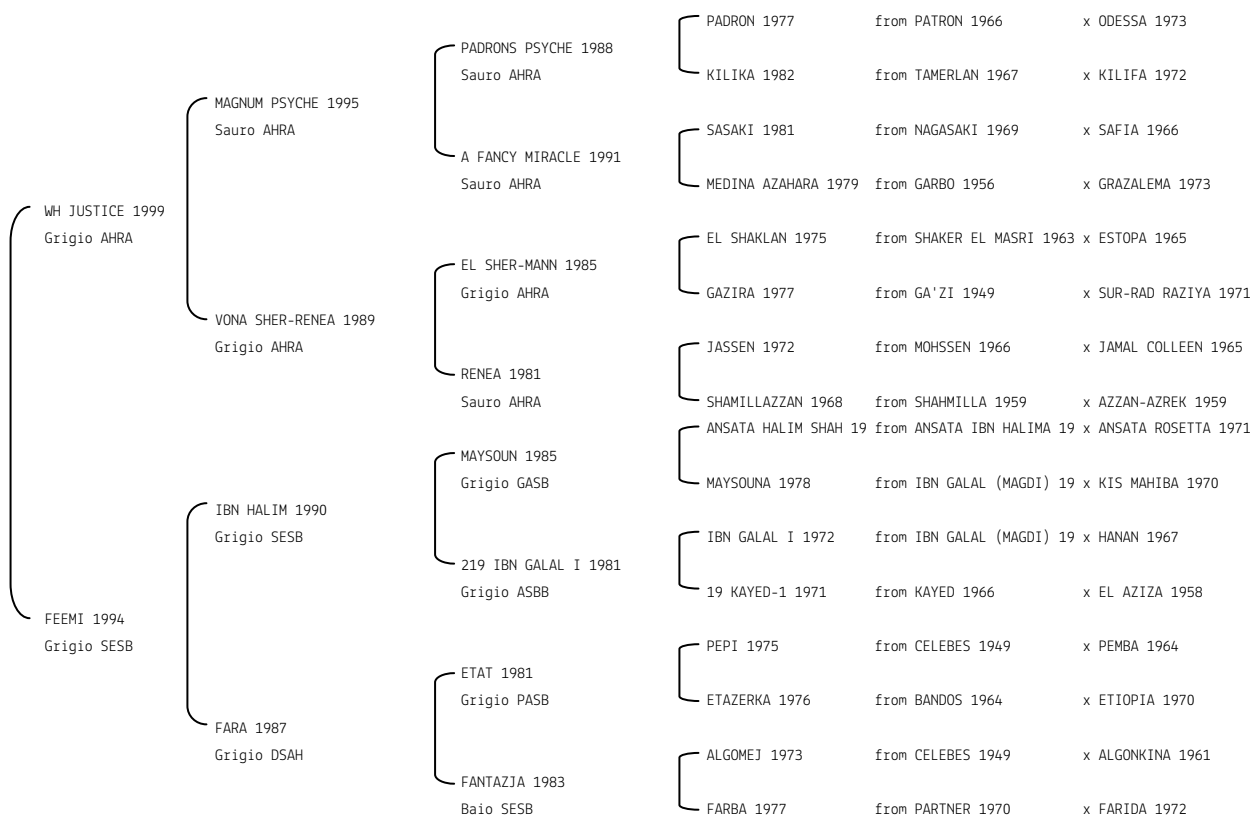 PADRON 1977 from PATRON 1966 x ODESSA 1973
PADRONS PSYCHE 1988
Sauro AHRA
KILIKA 1982 from TAMERLAN 1967 x KILIFA 1972
MAGNUM PSYCHE 1995
Sauro AHRA
SASAKI 1981 from NAGASAKI 1969 x SAFIA 1966
A FANCY MIRACLE 1991
Sauro AHRA
MEDINA AZAHARA 1979 from GARBO 1956 x GRAZALEMA 1973
WH JUSTICE 1999
Grigio AHRA
EL SHAKLAN 1975 from SHAKER EL MASRI 1963 x ESTOPA 1965
EL SHER-MANN 1985
Grigio AHRA
GAZIRA 1977 from GA'ZI 1949 x SUR-RAD RAZIYA 1971
VONA SHER-RENEA 1989
Grigio AHRA
JASSEN 1972 from MOHSSEN 1966 x JAMAL COLLEEN 1965
RENEA 1981
Sauro AHRA
SHAMILLAZZAN 1968 from SHAHMILLA 1959 x AZZAN-AZREK 1959
ANSATA HALIM SHAH 19 from ANSATA IBN HALIMA 19 x ANSATA ROSETTA 1971
MAYSOUN 1985
Grigio GASB
MAYSOUNA 1978 from IBN GALAL (MAGDI) 19 x KIS MAHIBA 1970
IBN HALIM 1990
Grigio SESB
IBN GALAL I 1972 from IBN GALAL (MAGDI) 19 x HANAN 1967
219 IBN GALAL I 1981
Grigio ASBB
19 KAYED-1 1971 from KAYED 1966 x EL AZIZA 1958
FEEMI 1994
Grigio SESB
PEPI 1975 from CELEBES 1949 x PEMBA 1964
ETAT 1981
Grigio PASB
ETAZERKA 1976 from BANDOS 1964 x ETIOPIA 1970
FARA 1987
Grigio DSAH
ALGOMEJ 1973 from CELEBES 1949 x ALGONKINA 1961
FANTAZJA 1983
Baio SESB
FARBA 1977 from PARTNER 1970 x FARIDA 1972